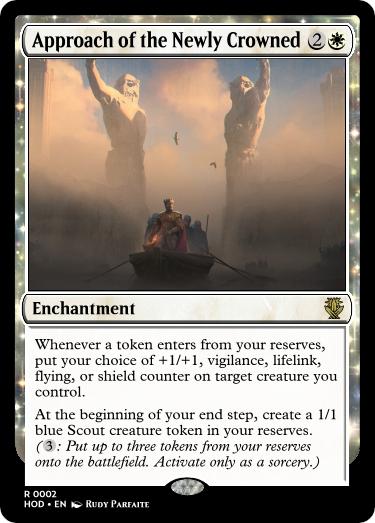 Approach of the Newly Crowned 2
Enchantment
Whenever a token enters from your reserves,
put your choice of +1/+1, vigilance, lifelink,
flying, or shield counter on target creature you
control.
At the beginning of your end step, create a 1/1
blue Scout creature token in your reserves.
(3: Put up to three tokens from your reserves
onto the battlefield. Activate only as a sorcery.)
R 0002
HOD • EN Rudy Parfaite